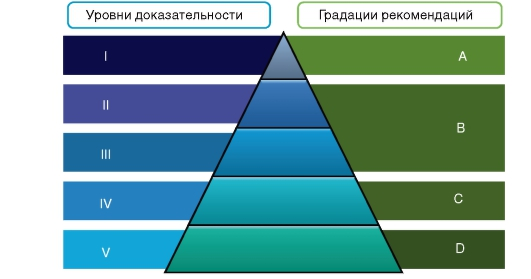 Уровни доказательности
Градации рекомендаций
I
A
II
B
III
IV
C
V
D